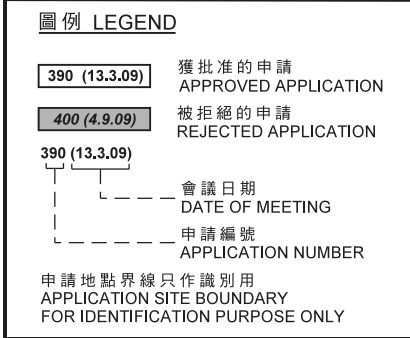 圖例 LEGEND
390 (13.3.09)
獲批准的申請
APPROVED APPLICATION
400 (4.9.09)
被拒絕的申請
REJECTED APPLICATION
390 (13.3.09)
會議日期
DATE OF MEETING
申請編號
APPLICATION NUMBER
申請地點界線只作識別用
APPLICATION SITE BOUNDARY
FOR IDENTIFICATION PURPOSE ONLY